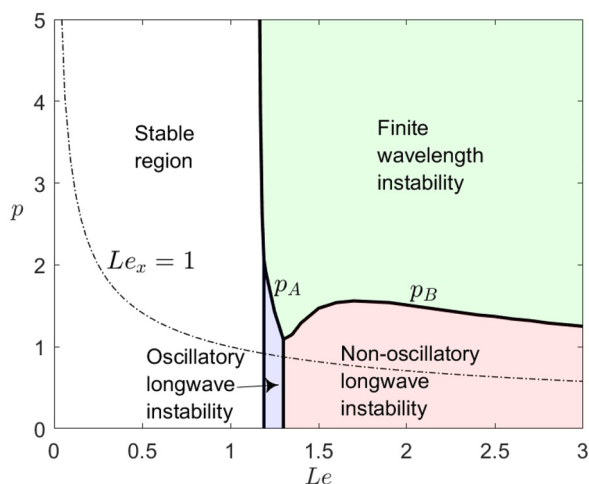 5
4
3
2
1
0
p
Stable
region
Finite
wavelength
instability
Le_x = 1
p_A
p_B
Oscillatory
longwave
instability
Non-oscillatory
longwave
instability
0 0.5 1 1.5 2 2.5 3
Le